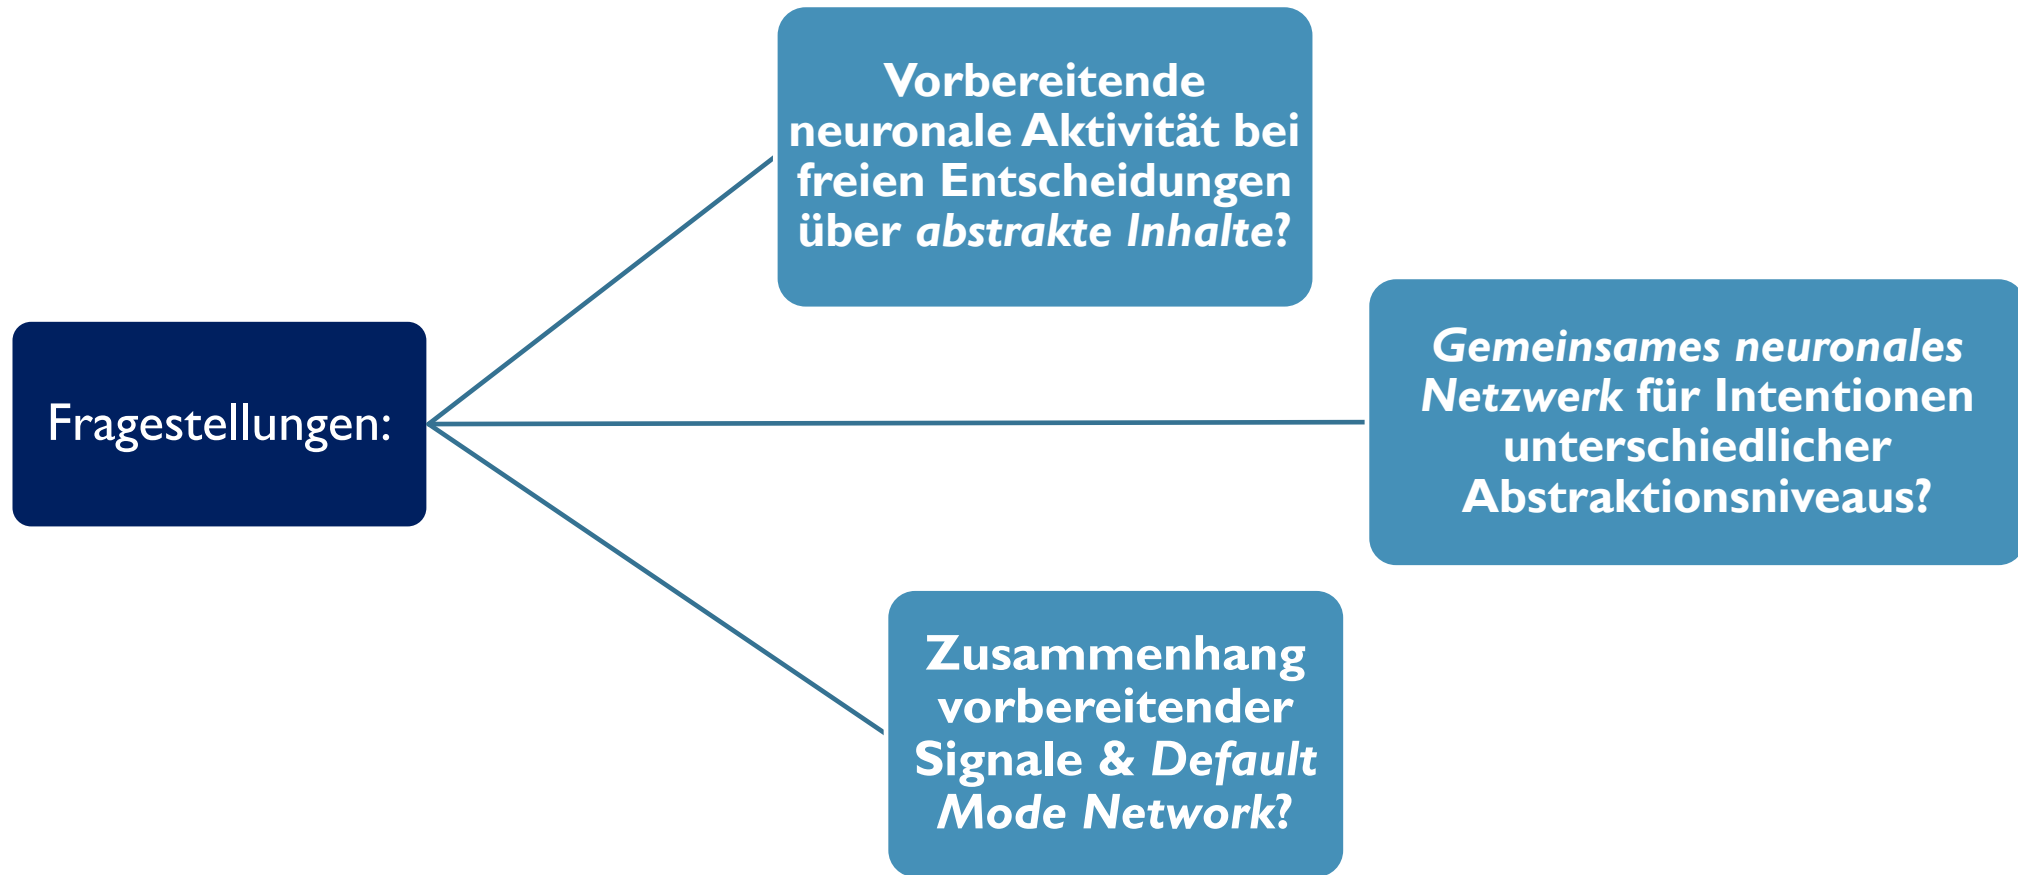 Fragestellungen:
Vorbereitende
neuronale Aktivität bei
freien Entscheidungen
über abstrakte Inhalte?
Gemeinsames neuronales
Netzwerk für Intentionen
unterschiedlicher
Abstraktionsniveaus?
Zusammenhang
vorbereitender
Signale & Default
Mode Network?